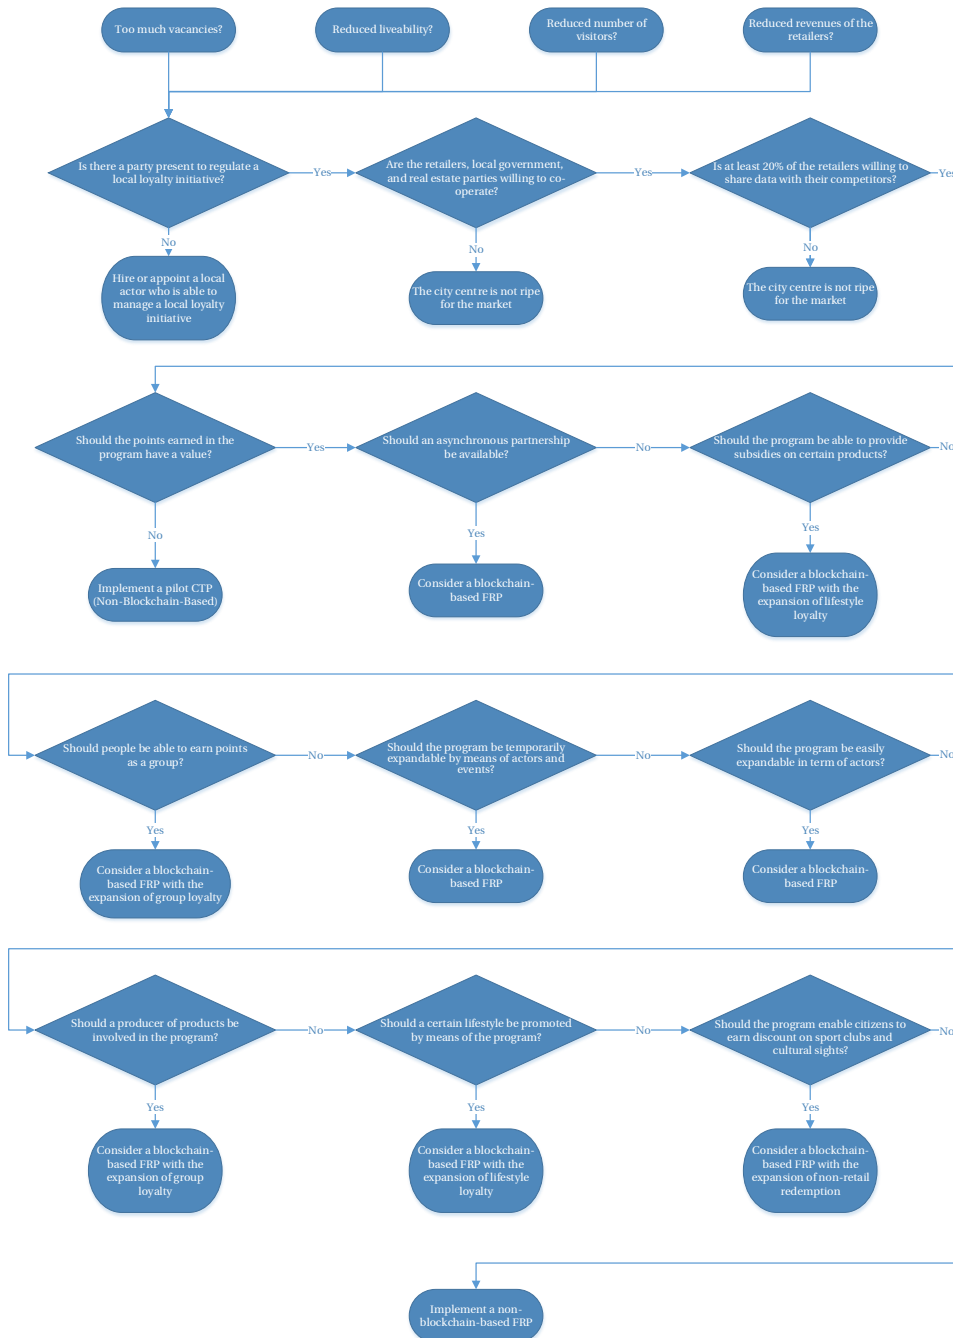 Too much vacancies?
Reduced liveability?
Reduced number of
visitors?
Reduced revenues of the
retailers?
Is there a party present to regulate a
local loyalty initiative?
Yes
Are the retailers, local government,
and real estate parties willing to co-
operate?
Yes
Is at least 20% of the retailers willing to
share data with their competitors?
Yes
No
No
No
Hire or appoint a local
actor who is able to
manage a local loyalty
initiative
The city centre is not ripe
for the market
The city centre is not ripe
for the market
Should the points earned in the
program have a value?
Yes
Should an asynchronous partnership
be available?
No
Should the program be able to provide
subsidies on certain products?
No
No
Yes
Yes
Implement a pilot CTP
(Non-Blockchain-Based)
Consider a blockchain-
based FRP
Consider a blockchain-
based FRP with the
expansion of lifestyle
loyalty
Should people be able to earn points
as a group?
No
Should the program be temporarily
expandable by means of actors and
events?
No
Should the program be easily
expandable in term of actors?
No
Yes
Yes
Yes
Consider a blockchain-
based FRP with the
expansion of group loyalty
Consider a blockchain-
based FRP
Consider a blockchain-
based FRP
Should a producer of products be
involved in the program?
No
Should a certain lifestyle be promoted
by means of the program?
No
Should the program enable citizens to
earn discount on sport clubs and
cultural sights?
No
Yes
Yes
Yes
Consider a blockchain-
based FRP with the
expansion of group
loyalty
Consider a blockchain-
based FRP with the
expansion of lifestyle
loyalty
Consider a blockchain-
based FRP with the
expansion of non-retail
redemption
Implement a non-
blockchain-based FRP